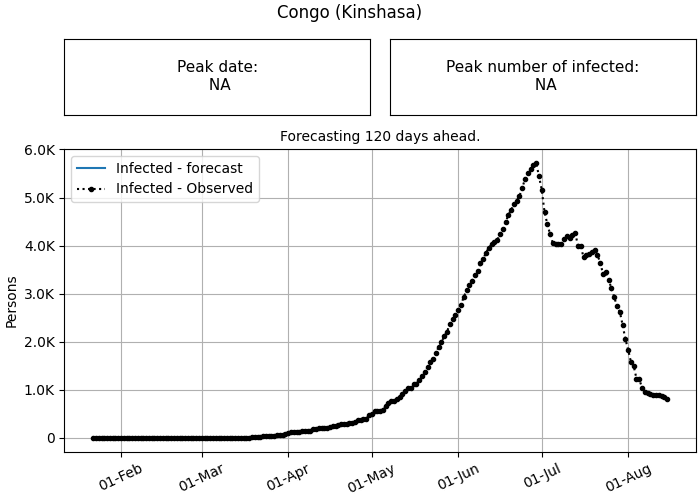 Congo (Kinshasa)
Peak date:
NA
Peak number of infected:
NA
Forecasting 120 days ahead.
Infected - forecast
Infected - Observed
6.0K
5.0K
4.0K
3.0K
2.0K
1.0K
0
Persons
01-Feb
01-Mar
01-Apr
01-May
01-Jun
01-Jul
01-Aug